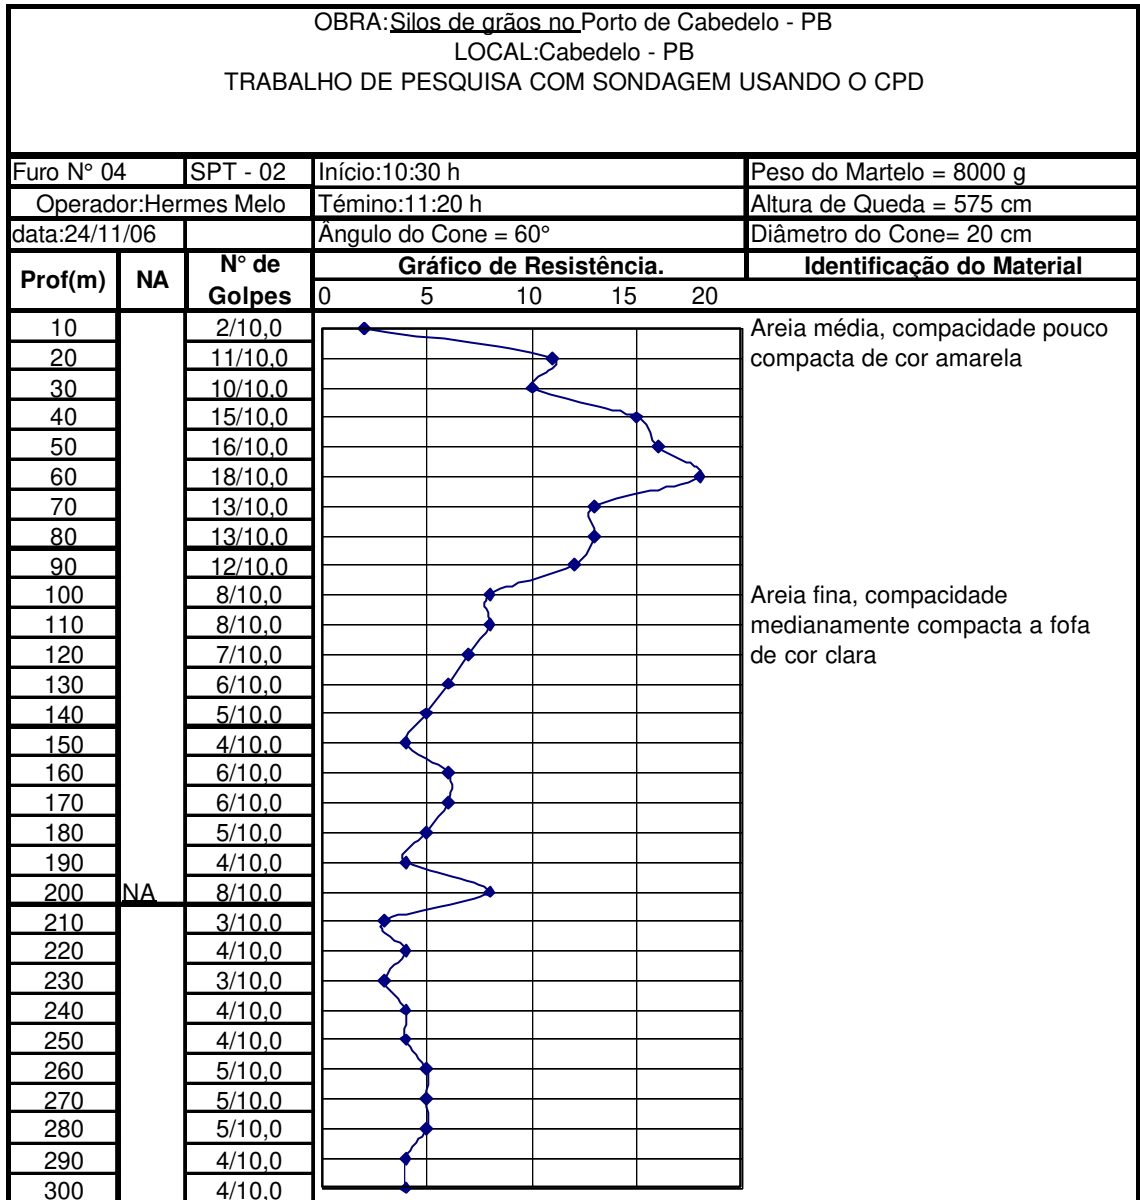 OBRA:Silos de grãos no Porto de Cabedelo - PB
LOCAL:Cabedelo - PB
TRABALHO DE PESQUISA COM SONDAGEM USANDO O CPD
Furo N° 04 SPT - 02 Início:10:30 h Peso do Martelo = 8000 g
Operador:Hermes Melo Témino:11:20 h Altura de Queda = 575 cm
data:24/11/06 Ângulo do Cone = 60° Diâmetro do Cone= 20 cm
Prof(m) NA N° de Golpes Gráfico de Resistência. Identificação do Material
0 5 10 15 20
10 2/10,0 Areia média, compacidade pouco
20 11/10,0 compacta de cor amarela
30 10/10,0
40 15/10,0
50 16/10,0
60 18/10,0
70 13/10,0
80 13/10,0
90 12/10,0
100 8/10,0 Areia fina, compacidade
110 8/10,0 medianamente compacta a fofa
120 7/10,0 de cor clara
130 6/10,0
140 5/10,0
150 4/10,0
160 6/10,0
170 6/10,0
180 5/10,0
190 4/10,0
200 NA 8/10,0
210 3/10,0
220 4/10,0
230 3/10,0
240 4/10,0
250 4/10,0
260 5/10,0
270 5/10,0
280 5/10,0
290 4/10,0
300 4/10,0